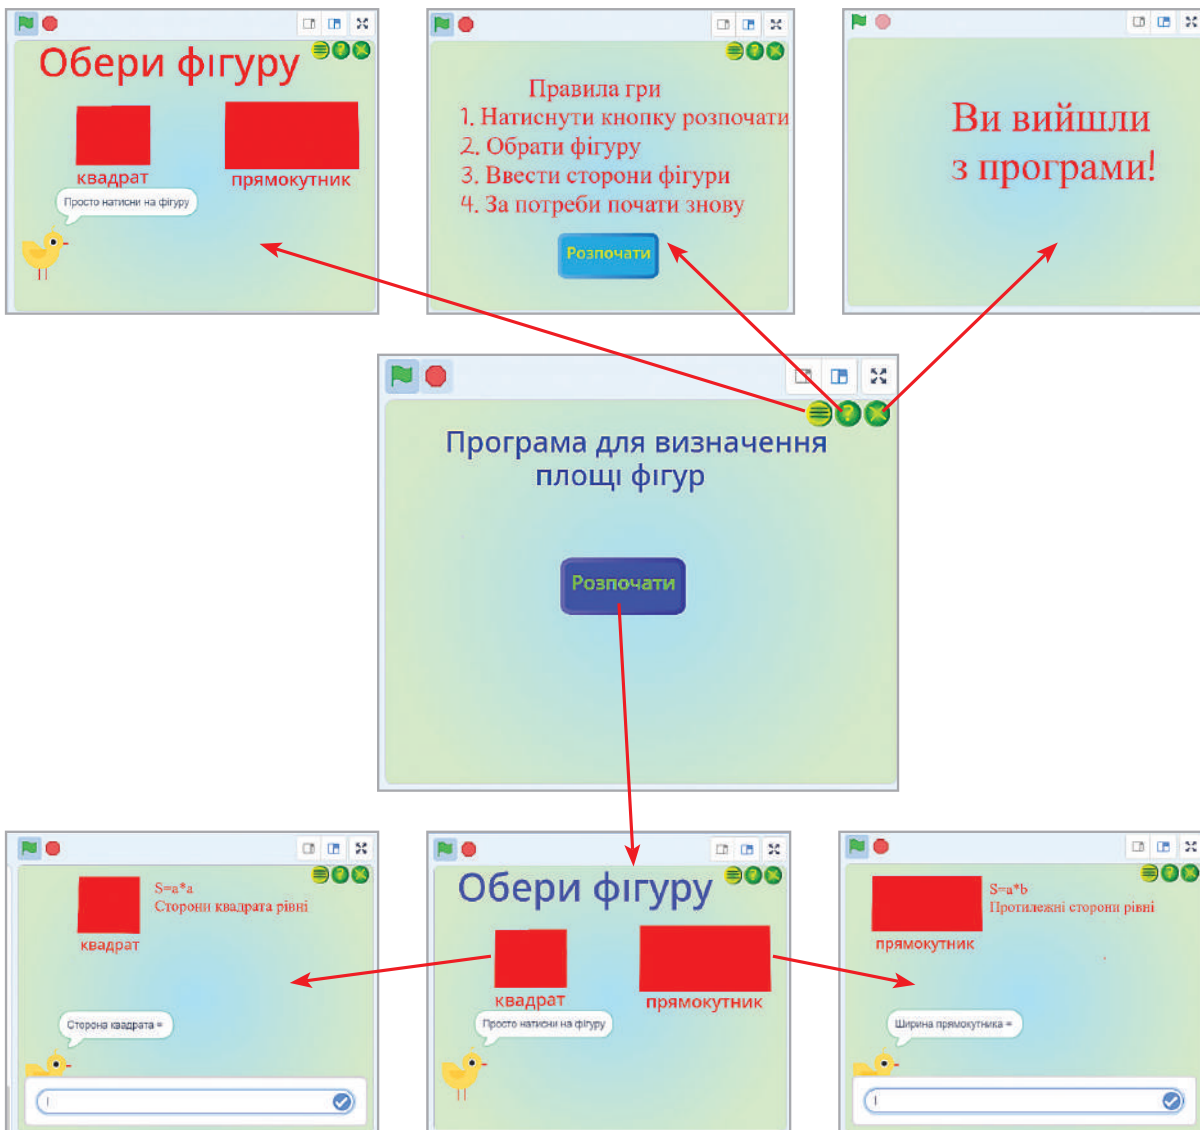 Обери фігуру
квадрат
прямокутник
Просто натисни на фігуру
Правила гри
1. Натиснути кнопку розпочати
2. Обрати фігуру
3. Ввести сторони фігури
4. За потреби почати знову
Розпочати
Ви вийшли
з програми!
Програма для визначення
площі фігур
Розпочати
S=a*a
Сторони квадрата рівні
квадрат
Сторона квадрата =
Обери фігуру
квадрат
прямокутник
Просто натисни на фігуру
S=a*b
Протилежні сторони рівні
прямокутник
Ширина прямокутника =